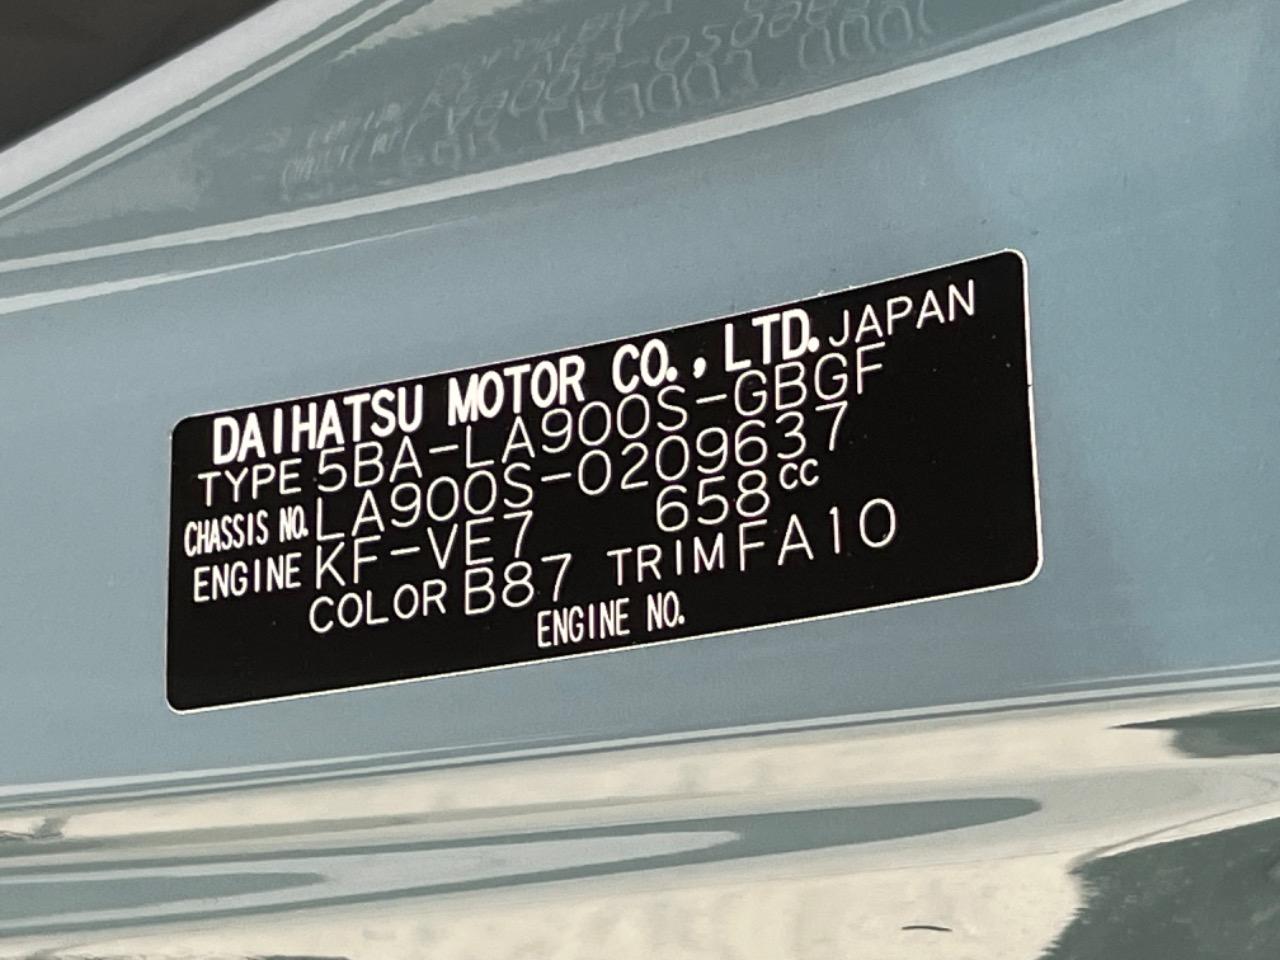 DAIHATSU MOTOR CO., LTD. JAPAN
TYPE 5BA-LA900S-GBGF
CHASSIS NO. LA900S-0209637
ENGINE KF-VE7 658cc
COLOR B87 TRIM FA10
ENGINE NO.